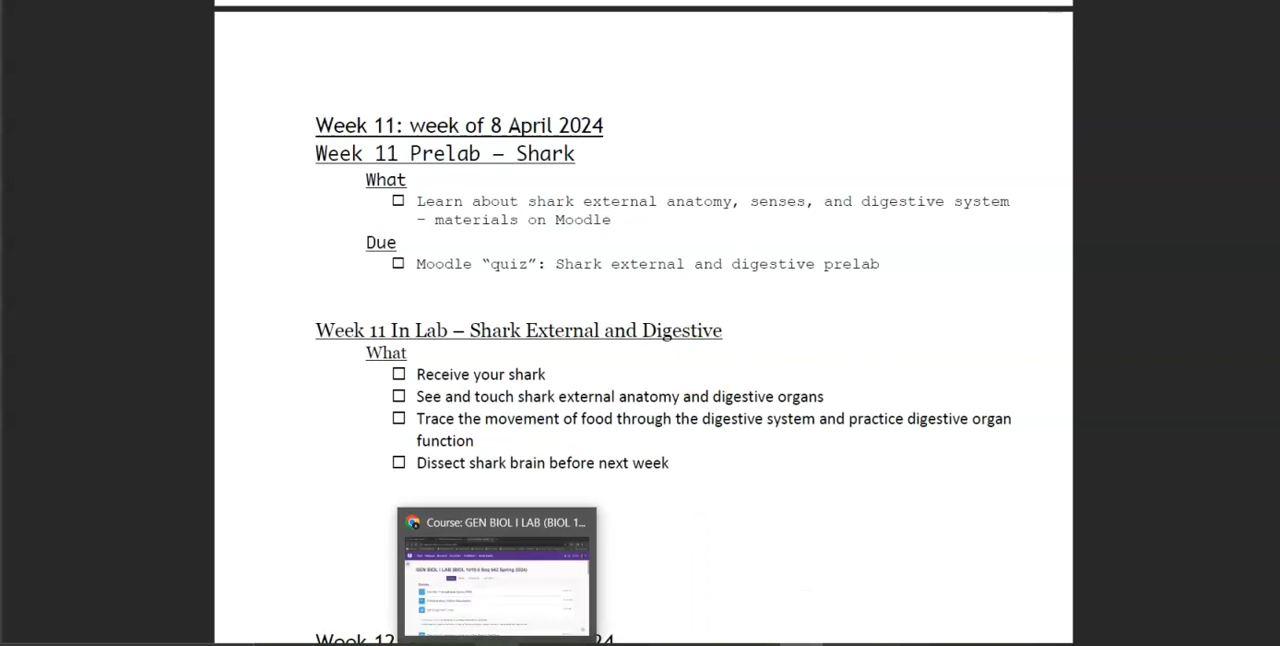 Week 11: week of 8 April 2024
Week 11 Prelab – Shark
What
Learn about shark external anatomy, senses, and digestive system
– materials on Moodle
Due
Moodle “quiz”: Shark external and digestive prelab
Week 11 In Lab – Shark External and Digestive
What
Receive your shark
See and touch shark external anatomy and digestive organs
Trace the movement of food through the digestive system and practice digestive organ
function
Dissect shark brain before next week
Course: GEN BIOL I LAB (BIOL 1...
Week 12
24